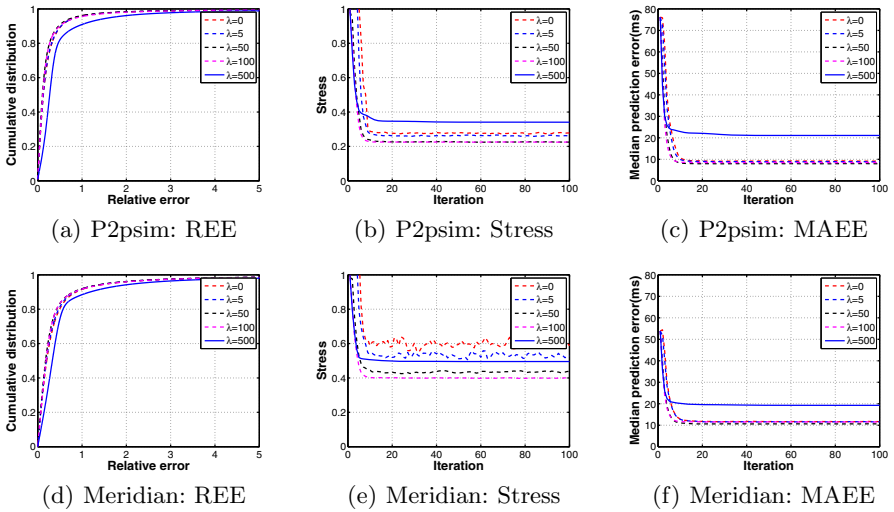 Cumulative distribution
1
0.8
0.6
0.4
0.2
0
0 1 2 3 4 5
Relative error
λ=0
λ=5
λ=50
λ=100
λ=500
(a) P2psim: REE
Stress
1
0.8
0.6
0.4
0.2
0
0 20 40 60 80 100
Iteration
λ=0
λ=5
λ=50
λ=100
λ=500
(b) P2psim: Stress
Median prediction error(ms)
80
70
60
50
40
30
20
10
0
0 20 40 60 80 100
Iteration
λ=0
λ=5
λ=50
λ=100
λ=500
(c) P2psim: MAEE
Cumulative distribution
1
0.8
0.6
0.4
0.2
0
0 1 2 3 4 5
Relative error
λ=0
λ=5
λ=50
λ=100
λ=500
(d) Meridian: REE
Stress
1
0.8
0.6
0.4
0.2
0
0 20 40 60 80 100
Iteration
λ=0
λ=5
λ=50
λ=100
λ=500
(e) Meridian: Stress
Median prediction error(ms)
80
70
60
50
40
30
20
10
0
0 20 40 60 80 100
Iteration
λ=0
λ=5
λ=50
λ=100
λ=500
(f) Meridian: MAEE